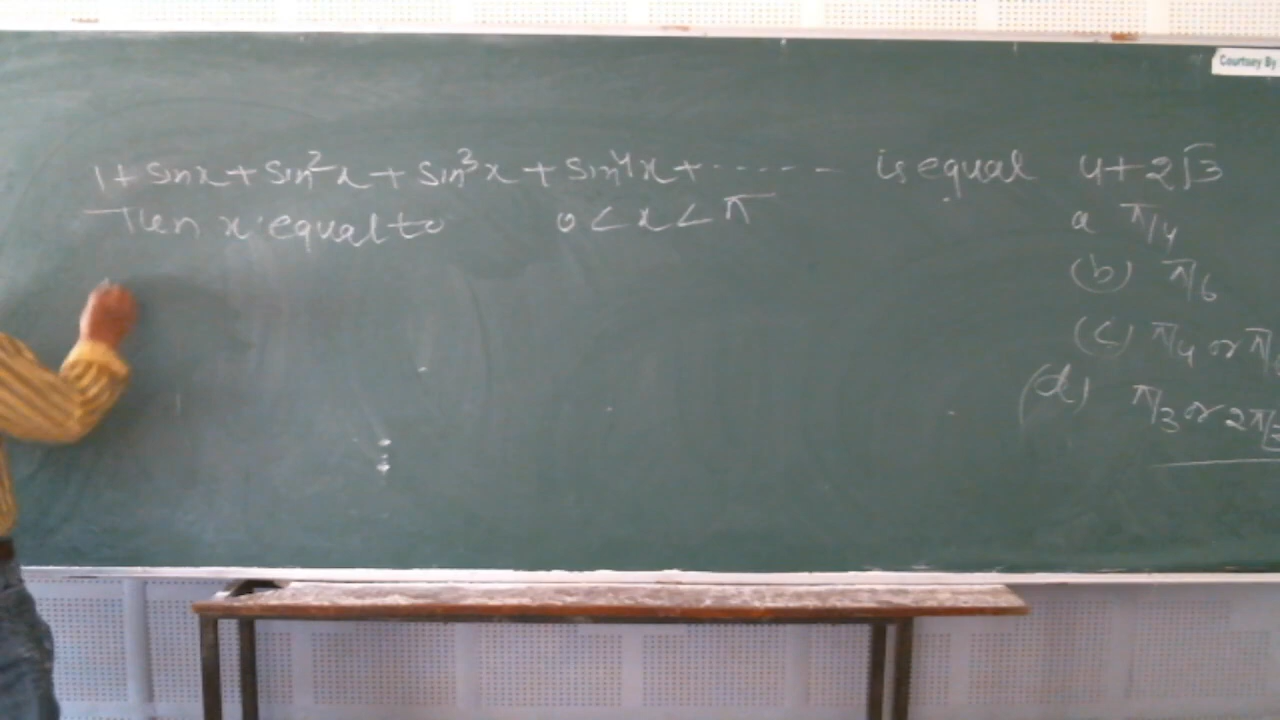 Courtsey By
1+ sinx + sin²x + sin³x + sin⁴x + ------ is equal 4+2√3
Then x equal to 0 < x < π
a π/4
(b) π/6
(c) π/4 or π/
(d) π/3 or 2π/3